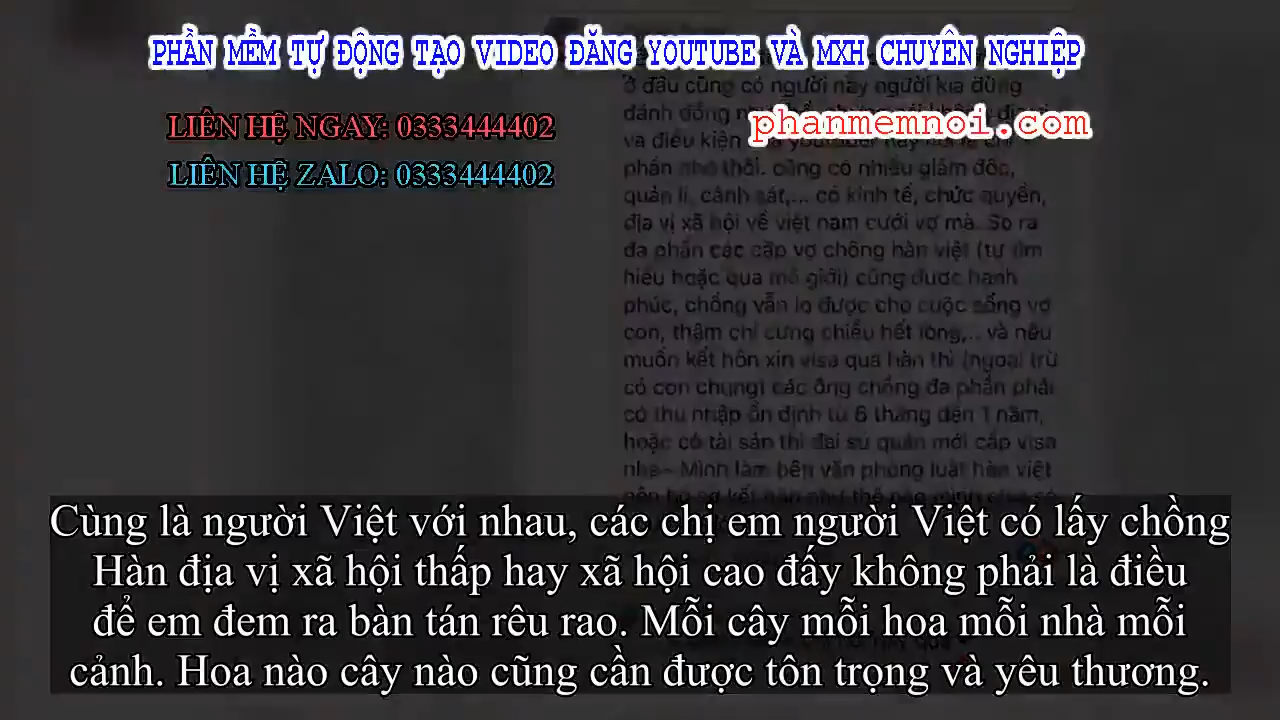 PHẦN MỀM TỰ ĐỘNG TẠO VIDEO ĐĂNG YOUTUBE VÀ MXH CHUYÊN NGHIỆP
LIÊN HỆ NGAY: 0333444402
phanmemnoi.com
LIÊN HỆ ZALO: 0333444402
ở đâu cũng có người này người kia đừng
đánh đồng
và điều kiện
phần nhỏ thôi. cũng có nhiều giám đốc,
quản lí, cảnh sát,... có kinh tế, chức quyền,
địa vị xã hội về việt nam cưới vợ mà. So ra
đa phần các cặp vợ chồng hàn việt (tự tìm
hiểu hoặc qua mô giới) cũng được hạnh
phúc, chồng vẫn lo được cho cuộc sống vợ
con, thậm chí cưng chiều hết lòng,.. và nếu
muốn kết hôn xin visa qua hàn thì (ngoại trừ
có con chung) các ông chồng đa phần phải
có thu nhập ổn định từ 6 tháng đến 1 năm,
hoặc có tài sản thì đại sứ quán mới cấp visa
nha~ Mình làm bên văn phòng luật hàn việt
Cùng là người Việt với nhau, các chị em người Việt có lấy chồng
Hàn địa vị xã hội thấp hay xã hội cao đấy không phải là điều
để em đem ra bàn tán rêu rao. Mỗi cây mỗi hoa mỗi nhà mỗi
cảnh. Hoa nào cây nào cũng cần được tôn trọng và yêu thương.